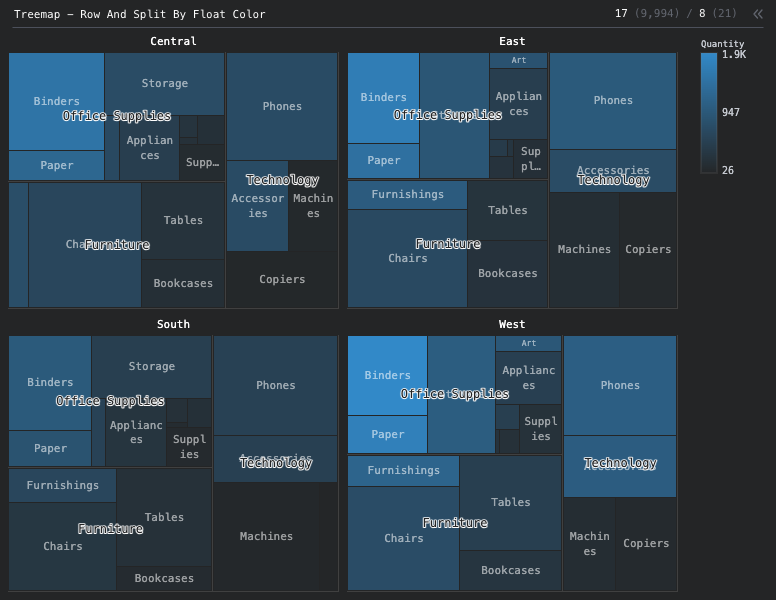 Treemap – Row And Split By Float Color
17 (9,994) / 8 (21)
Quantity
1.9K
947
26
Central
Binders
Storage
Office Supplies
Paper
Applian
ces
Supp…
Phones
Technology
Accessor
ies
Machin
es
Copiers
Furniture
Tables
Bookcases
East
Binders
Art
Applian
ces
Office Supplies
Paper
Sup
pl…
Phones
Accessories
Technology
Machines
Copiers
Furnishings
Furniture
Chairs
Tables
Bookcases
South
Binders
Storage
Office Supplies
Paper
Applianc
es
Suppl
ies
Phones
Technology
Machines
Furnishings
Furniture
Chairs
Tables
Bookcases
West
Binders
Art
Applianc
es
Office Supplies
Paper
Suppl
ies
Phones
Technology
Machin
es
Copiers
Furnishings
Furniture
Chairs
Tables
Bookcases